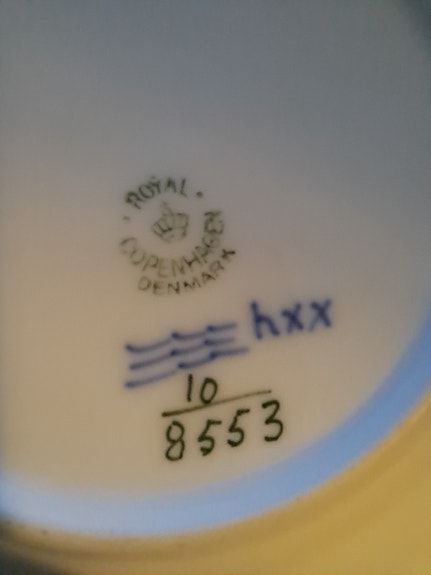 ROYAL
COPENHAGEN
DENMARK
hxx
10
8553